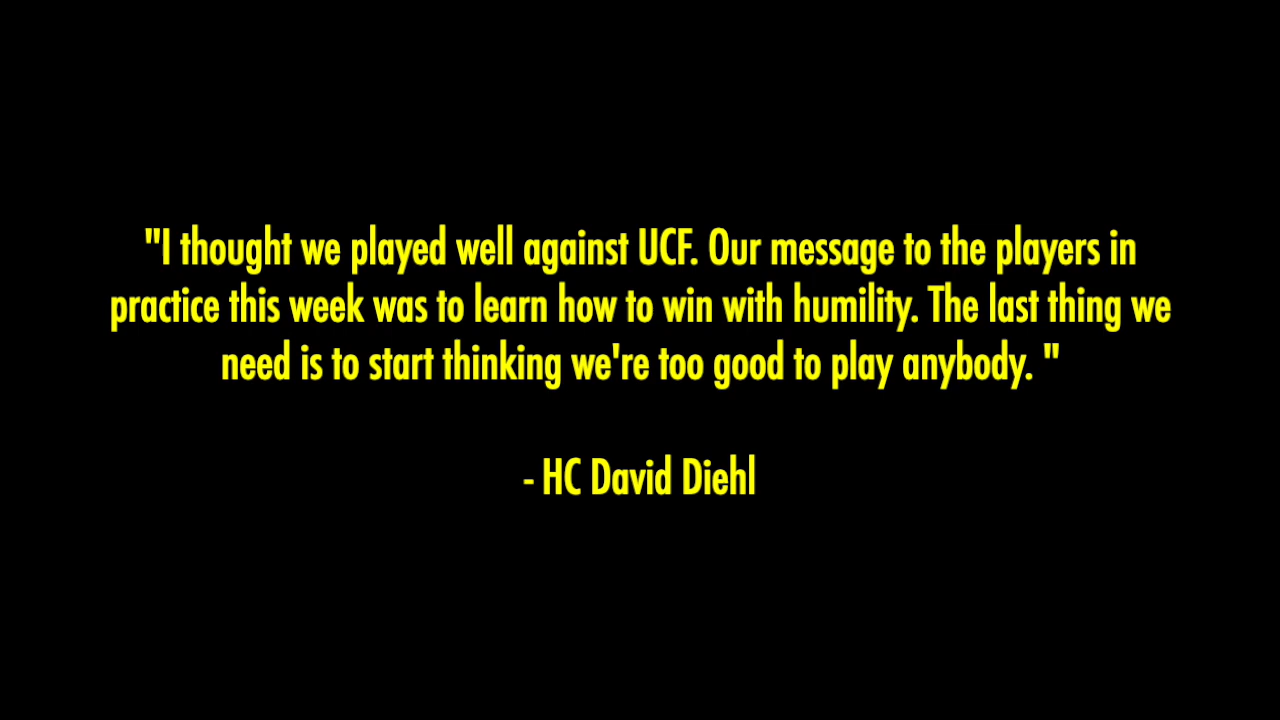 "I thought we played well against UCF. Our message to the players in
practice this week was to learn how to win with humility. The last thing we
need is to start thinking we're too good to play anybody. "
- HC David Diehl